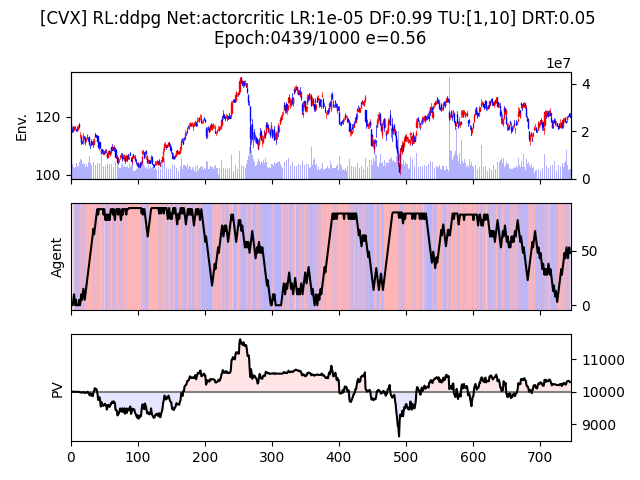 [CVX] RL:ddpg Net:actorcritic LR:1e-05 DF:0.99 TU:[1,10] DRT:0.05
Epoch:0439/1000 e=0.56
1e7
Env.
120
100
4
2
0
Agent
50
0
PV
11000
10000
9000
0 100 200 300 400 500 600 700